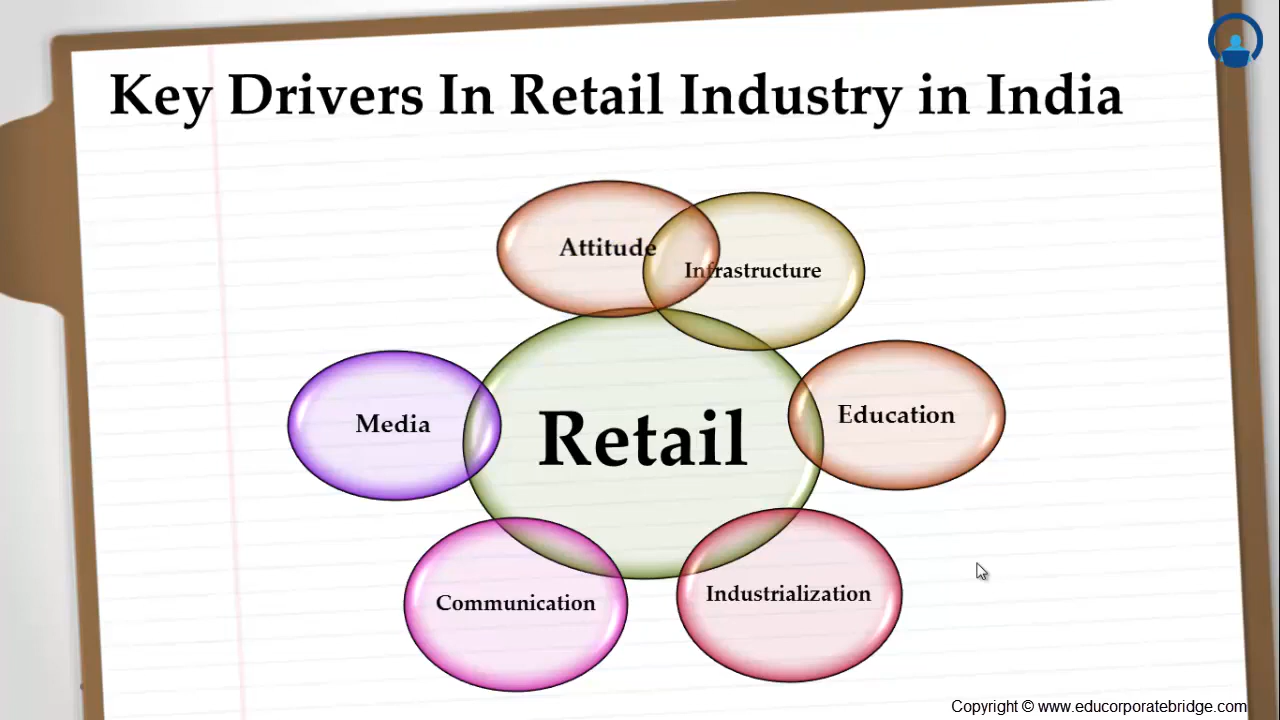 Key Drivers In Retail Industry in India
Attitude
Infrastructure
Media
Retail
Education
Communication
Industrialization
Copyright © www.educorporatebridge.com